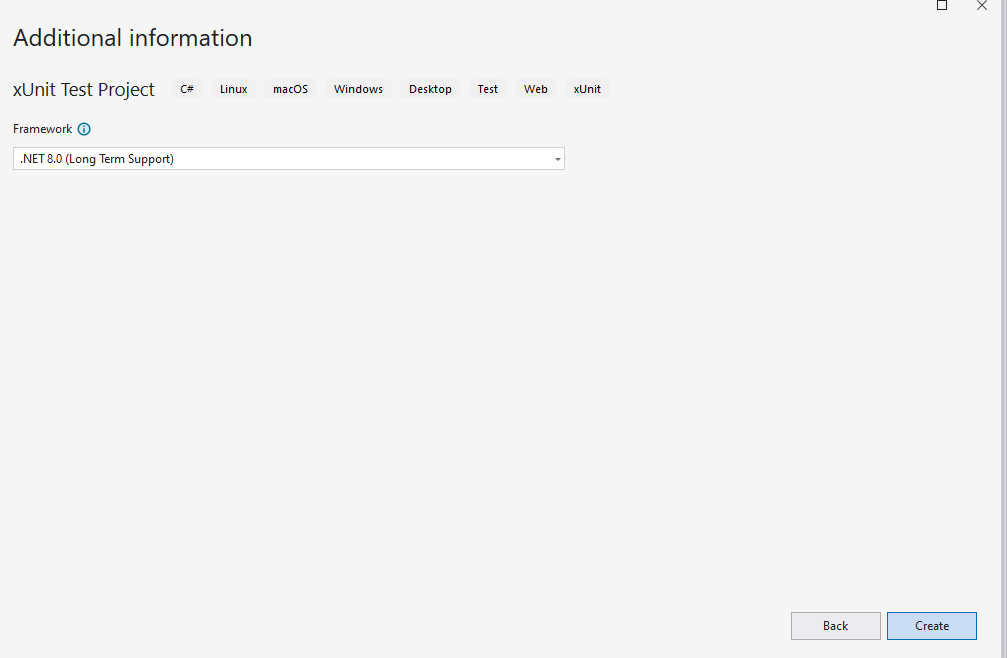 Additional information
xUnit Test Project C# Linux macOS Windows Desktop Test Web xUnit
Framework
.NET 8.0 (Long Term Support)
Back Create